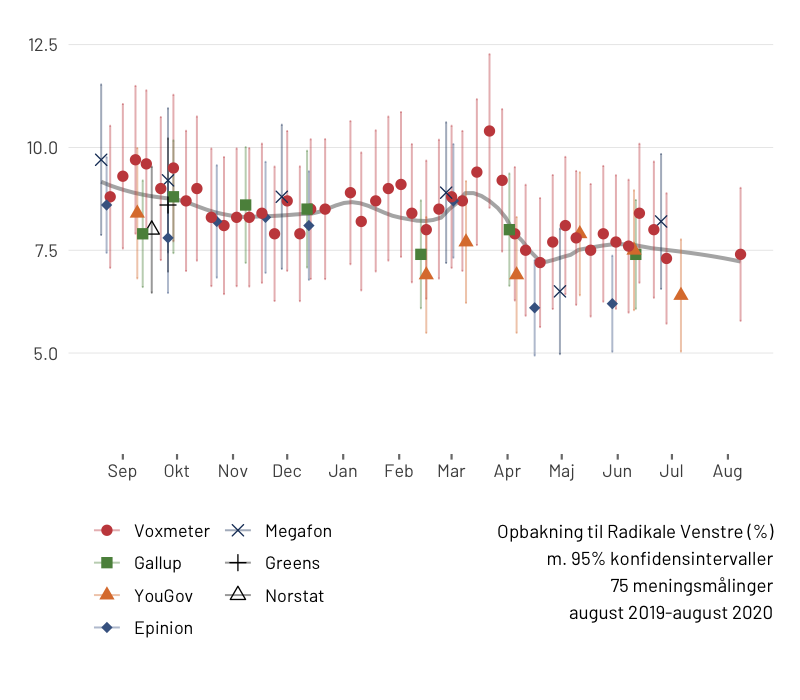 12.5
10.0
7.5
5.0
Sep Okt Nov Dec Jan Feb Mar Apr Maj Jun Jul Aug
Voxmeter
Gallup
YouGov
Epinion
Megafon
Greens
Norstat
Opbakning til Radikale Venstre (%)
m. 95% konfidensintervaller
75 meningsmålinger
august 2019-august 2020